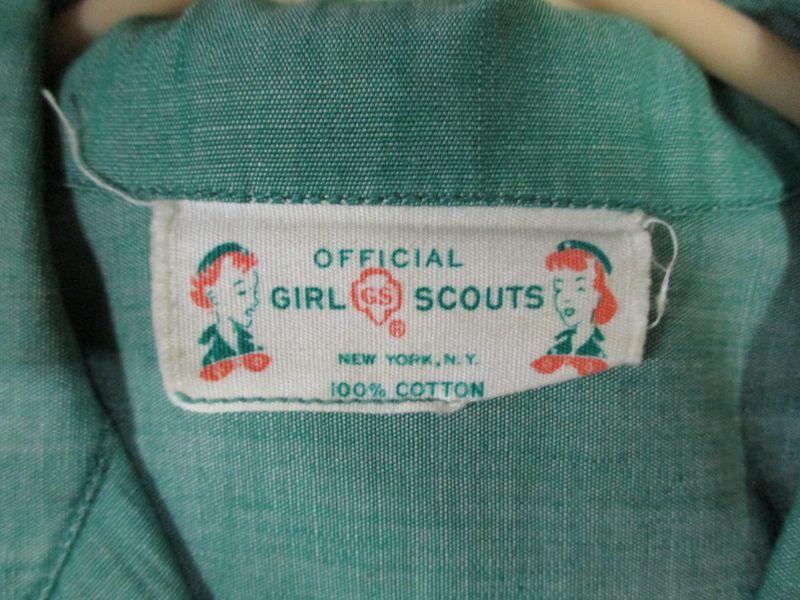 OFFICIAL
GIRL GS SCOUTS
®
NEW YORK, N.Y.
100% COTTON